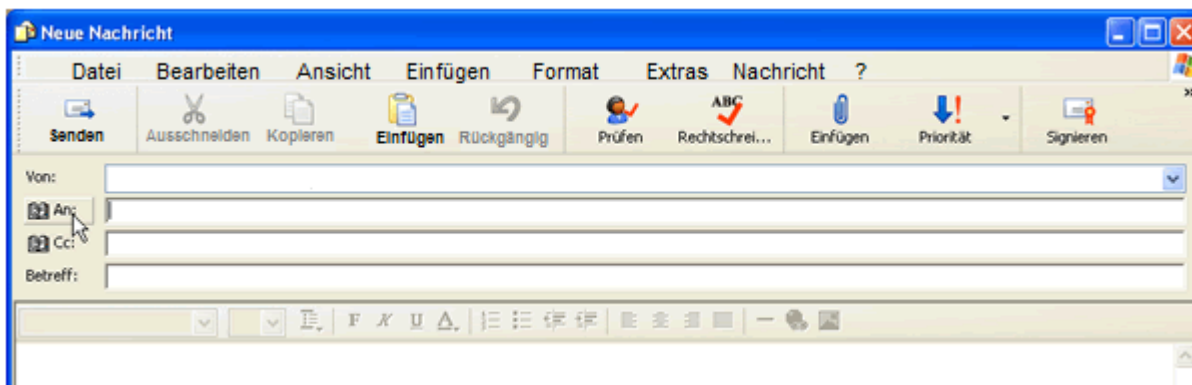 Neue Nachricht
Datei Bearbeiten Ansicht Einfügen Format Extras Nachricht ?
ABC
Senden Ausschneiden Kopieren Einfügen Rückgängig Prüfen Rechtschrei... Einfügen Priorität Signieren
Von:
An:
Cc:
Betreff:
F K U A